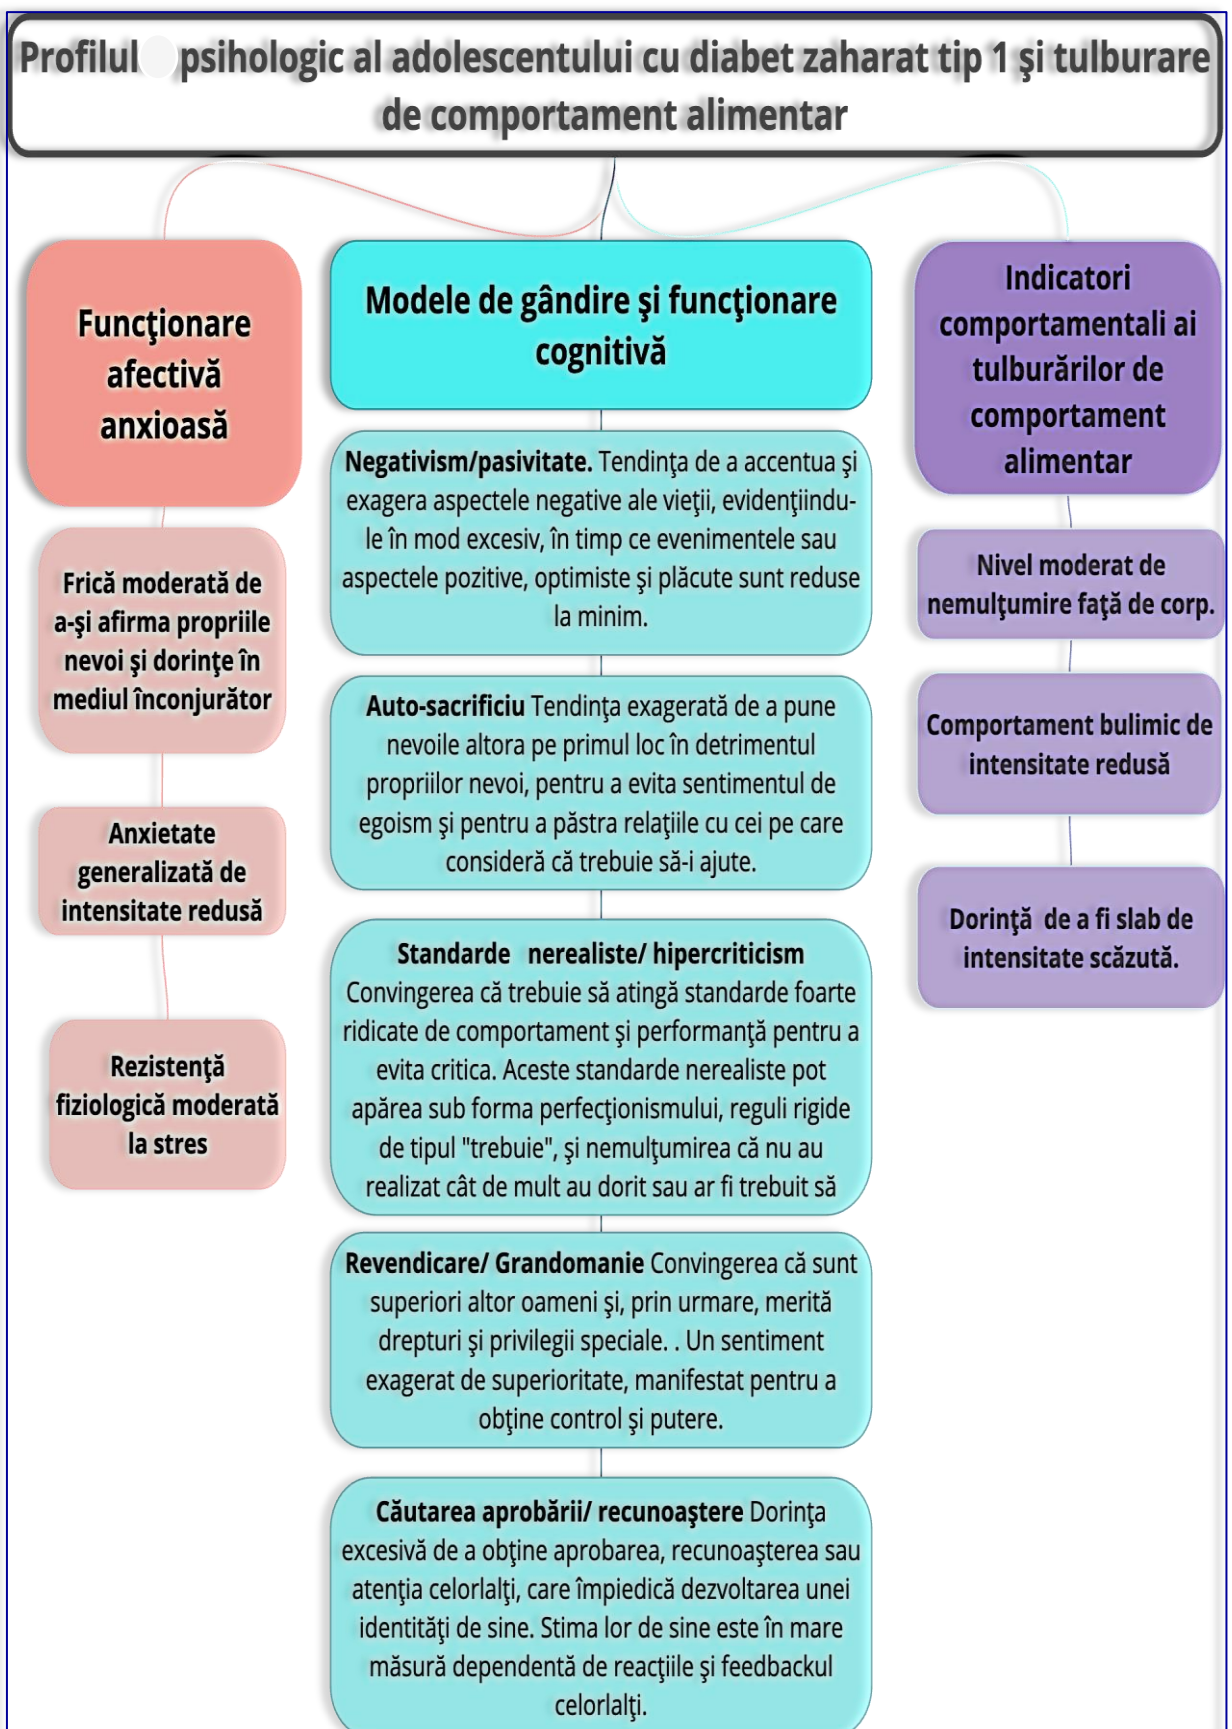 Profilul psihologic al adolescentului cu diabet zaharat tip 1 şi tulburare
de comportament alimentar
Funcţionare
afectivă
anxioasă
Frică moderată de
a-şi afirma propriile
nevoi şi dorinţe în
mediul înconjurător
Anxietate
generalizată de
intensitate redusă
Rezistenţă
fiziologică moderată
la stres
Modele de gândire şi funcţionare
cognitivă
Negativism/pasivitate. Tendinţa de a accentua şi
exagera aspectele negative ale vieţii, evidenţiindu-
le în mod excesiv, în timp ce evenimentele sau
aspectele pozitive, optimiste şi plăcute sunt reduse
la minim.
Auto-sacrificiu Tendinţa exagerată de a pune
nevoile altora pe primul loc în detrimentul
propriilor nevoi, pentru a evita sentimentul de
egoism şi pentru a păstra relaţiile cu cei pe care
consideră că trebuie să-i ajute.
Standarde nerealiste/ hipercriticism
Convingerea că trebuie să atingă standarde foarte
ridicate de comportament şi performanţă pentru a
evita critica. Aceste standarde nerealiste pot
apărea sub forma perfecţionismului, reguli rigide
de tipul "trebuie", şi nemulţumirea că nu au
realizat cât de mult au dorit sau ar fi trebuit să
Revendicare/ Grandomanie Convingerea că sunt
superiori altor oameni şi, prin urmare, merită
drepturi şi privilegii speciale. . Un sentiment
exagerat de superioritate, manifestat pentru a
obţine control şi putere.
Căutarea aprobării/ recunoaştere Dorinţa
excesivă de a obţine aprobarea, recunoaşterea sau
atenţia celorlalţi, care împiedică dezvoltarea unei
identităţi de sine. Stima lor de sine este în mare
măsură dependentă de reacţiile şi feedbackul
celorlalţi.
Indicatori
comportamentali ai
tulburărilor de
comportament
alimentar
Nivel moderat de
nemulţumire faţă de corp.
Comportament bulimic de
intensitate redusă
Dorinţă de a fi slab de
intensitate scăzută.